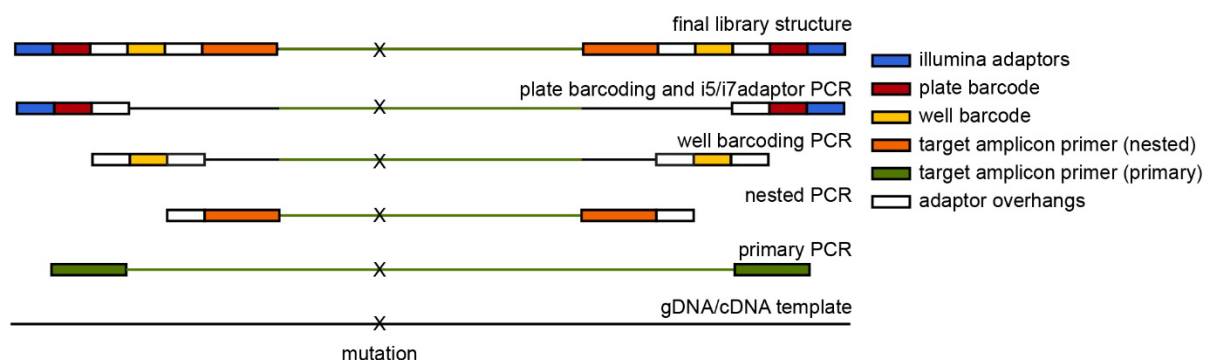 final library structure
X
plate barcoding and i5/i7adaptor PCR
X
well barcoding PCR
X
nested PCR
X
primary PCR
X
gDNA/cDNA template
X
mutation
illumina adaptors
plate barcode
well barcode
target amplicon primer (nested)
target amplicon primer (primary)
adaptor overhangs